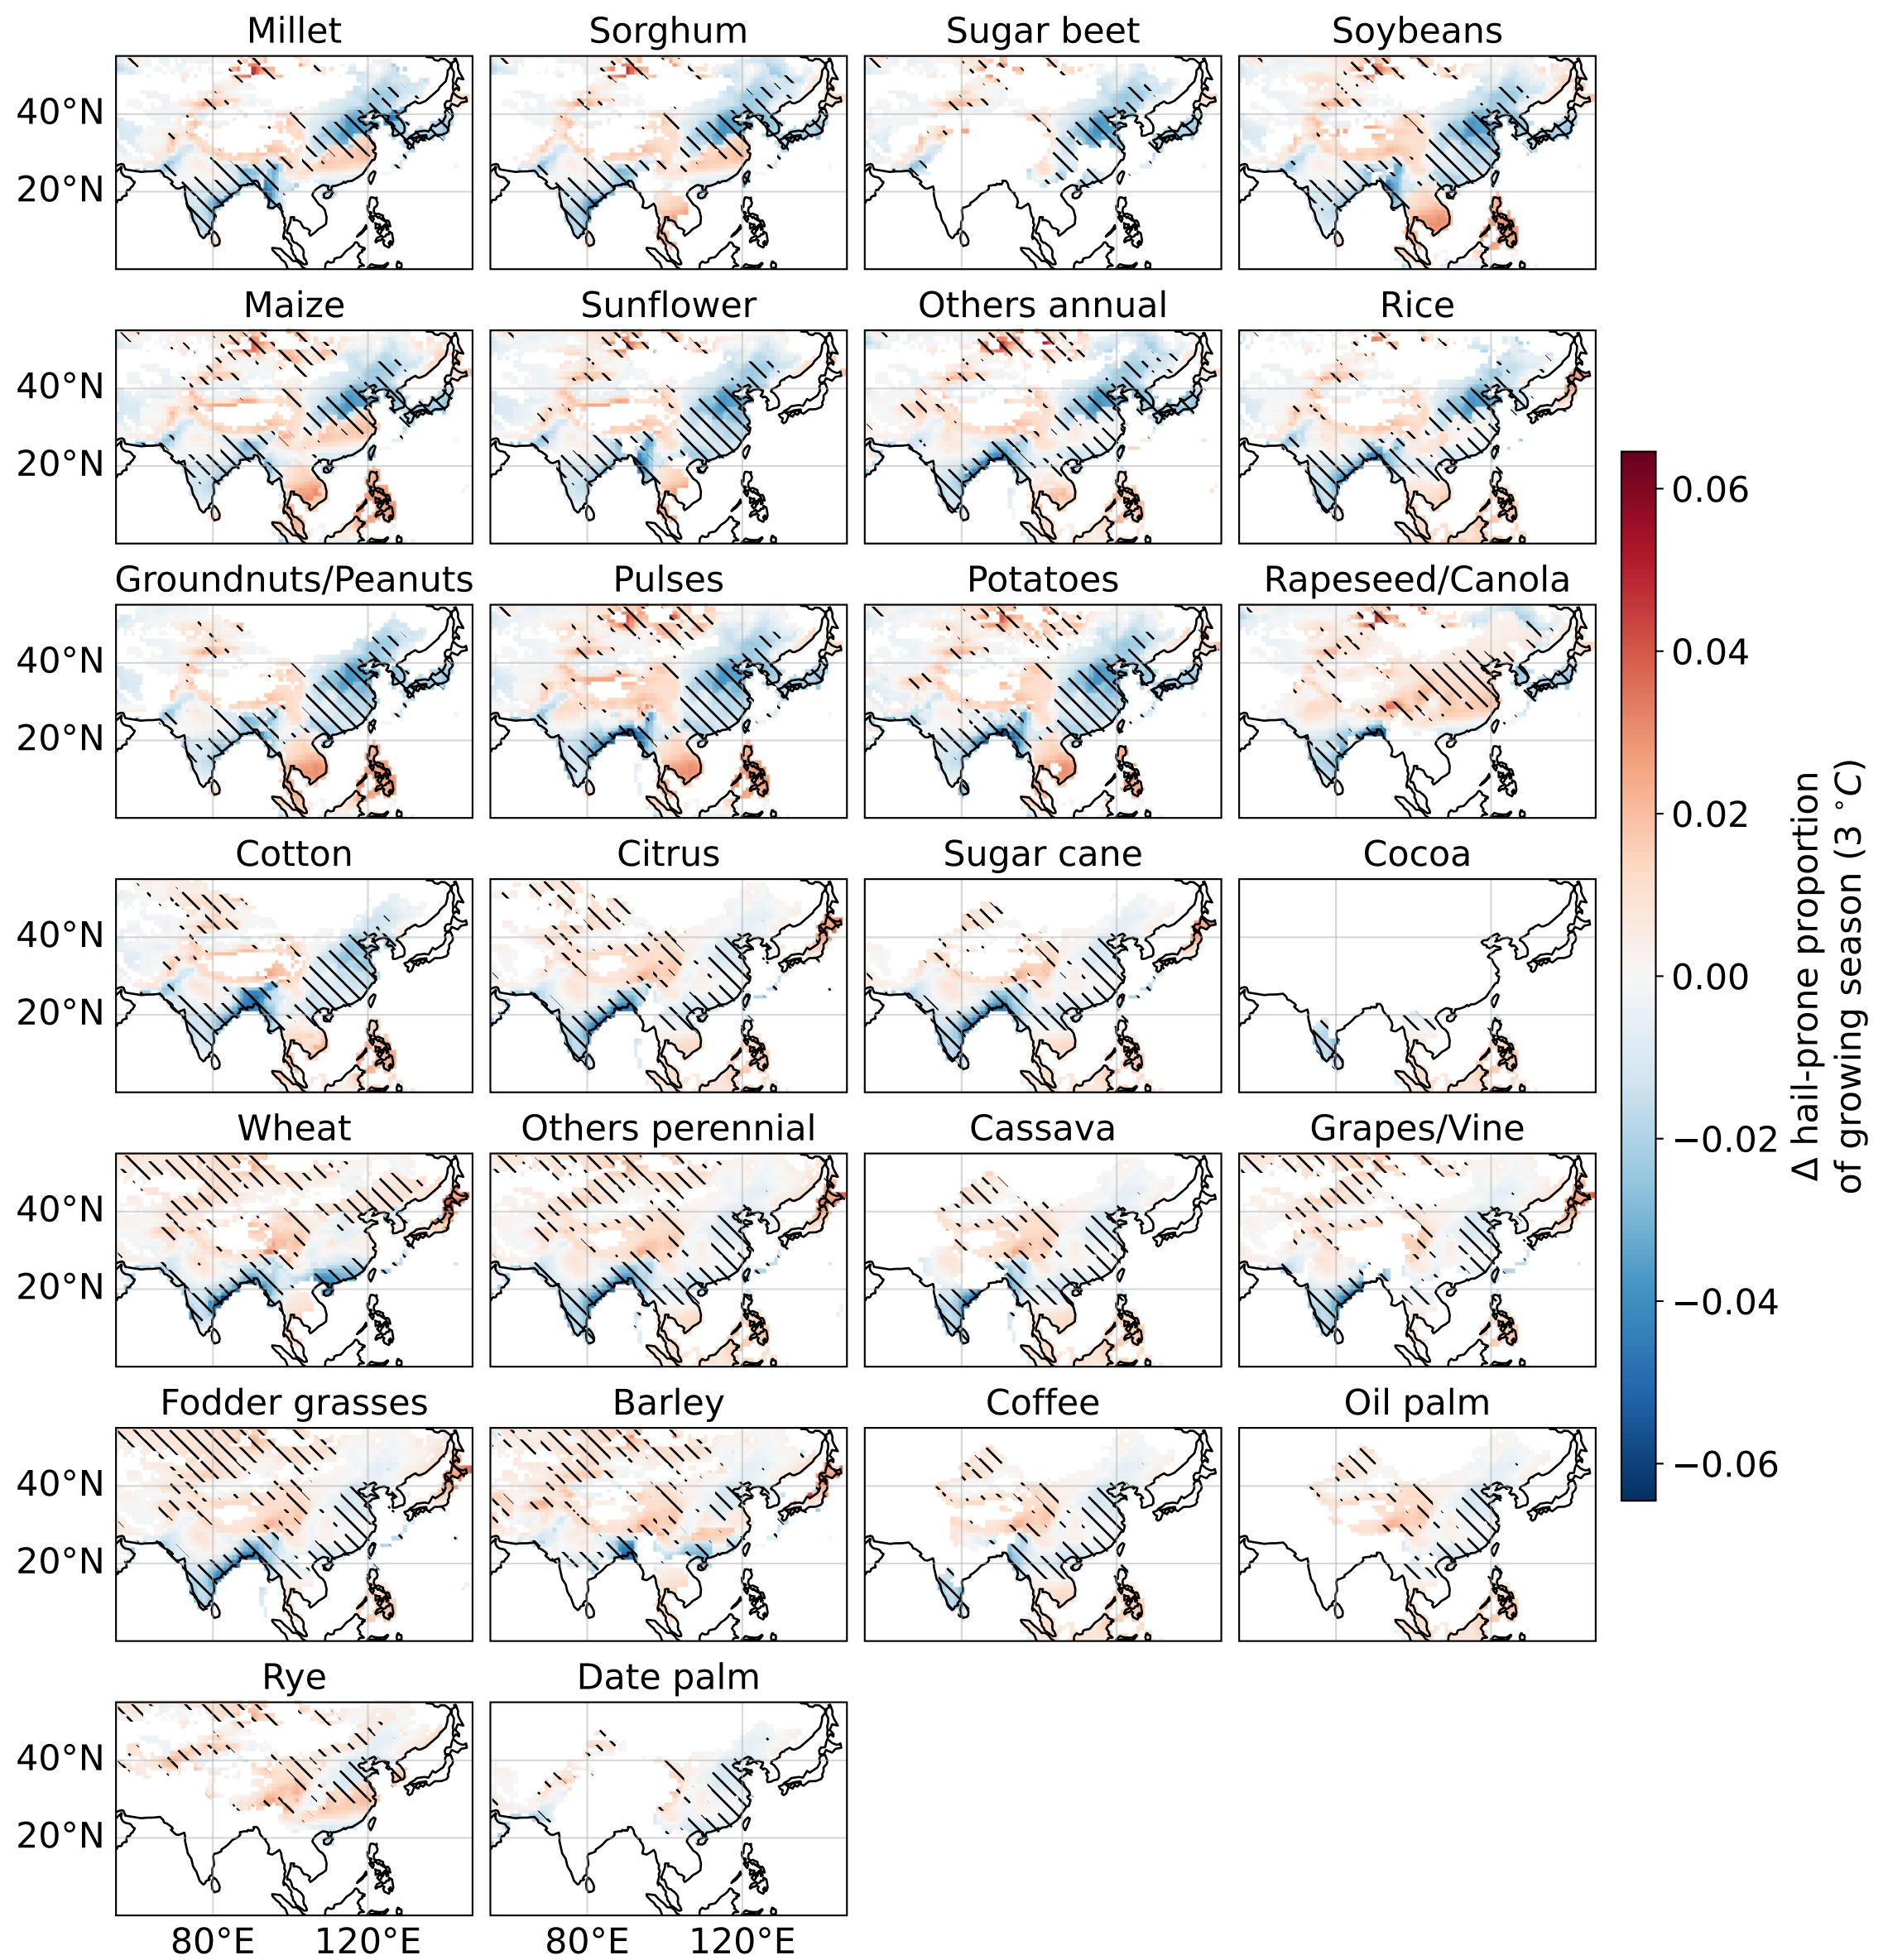 Millet
Sorghum
Sugar beet
Soybeans
40°N
20°N
Maize
Sunflower
Others annual
Rice
40°N
20°N
Groundnuts/Peanuts
Pulses
Potatoes
Rapeseed/Canola
40°N
20°N
Cotton
Citrus
Sugar cane
Cocoa
40°N
20°N
Wheat
Others perennial
Cassava
Grapes/Vine
40°N
20°N
Fodder grasses
Barley
Coffee
Oil palm
40°N
20°N
Rye
Date palm
40°N
20°N
80°E
120°E
80°E
120°E
0.06
0.04
0.02
0.00
−0.02
−0.04
−0.06
Δ hail-prone proportion
of growing season (3 °C)